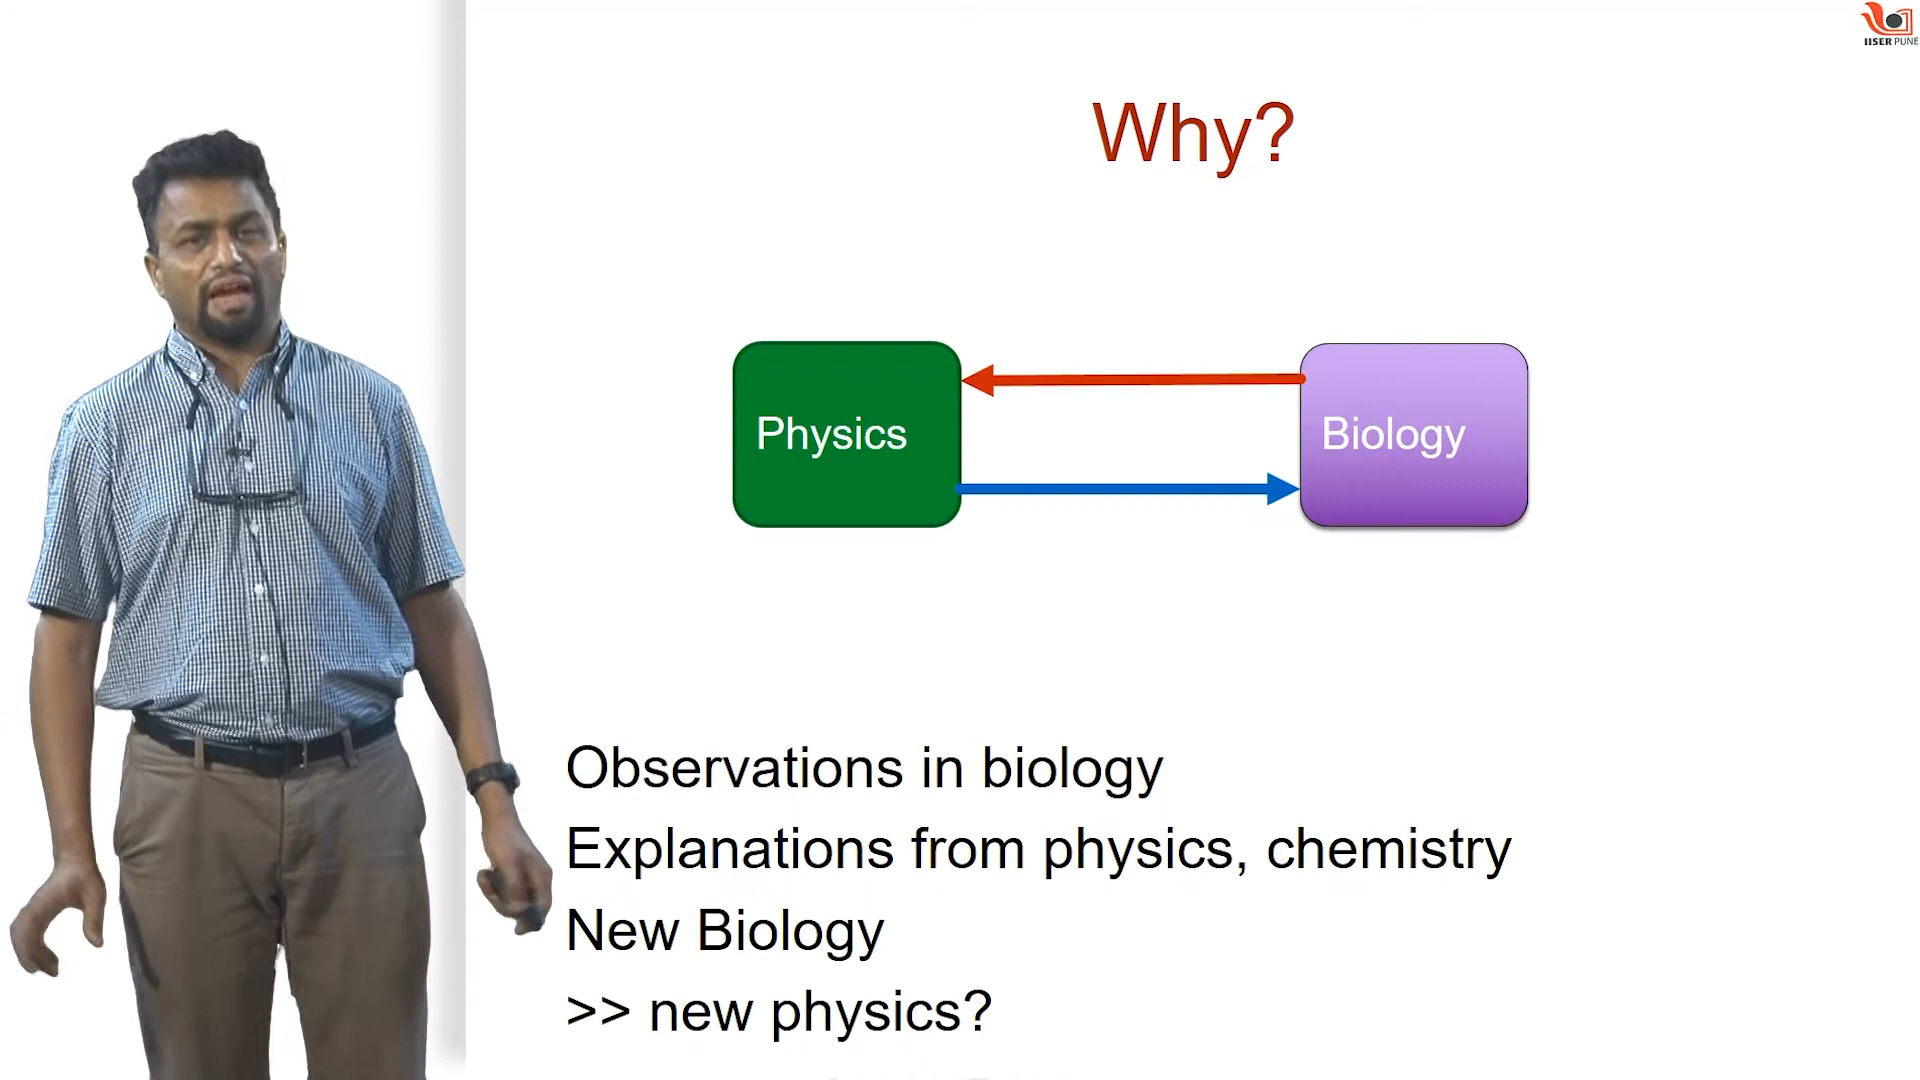 IISER PUNE
Why?
Physics
Biology
Observations in biology
Explanations from physics, chemistry
New Biology
>> new physics?